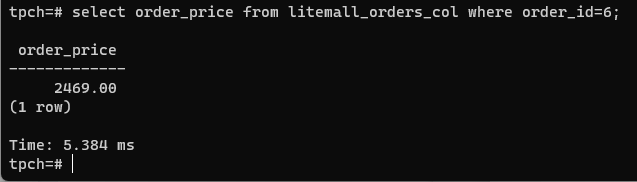 tpch=# select order_price from litemall_orders_col where order_id=6;
order_price
-------------
2469.00
(1 row)
Time: 5.384 ms
tpch=#